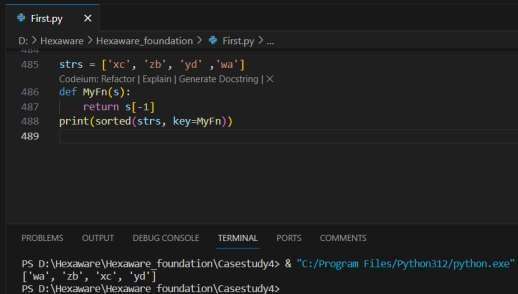 First.py
D: > Hexaware > Hexaware_foundation > First.py > ...
484
485 strs = ['xc', 'zb', 'yd' ,'wa']
Codeium: Refactor | Explain | Generate Docstring | ×
486 def MyFn(s):
487     return s[-1]
488 print(sorted(strs, key=MyFn))
489
PROBLEMS OUTPUT DEBUG CONSOLE TERMINAL PORTS COMMENTS
PS D:\Hexaware\Hexaware_foundation\Casestudy4> & "C:/Program Files/Python312/python.exe"
['wa', 'zb', 'xc', 'yd']
PS D:\Hexaware\Hexaware_foundation\Casestudy4>